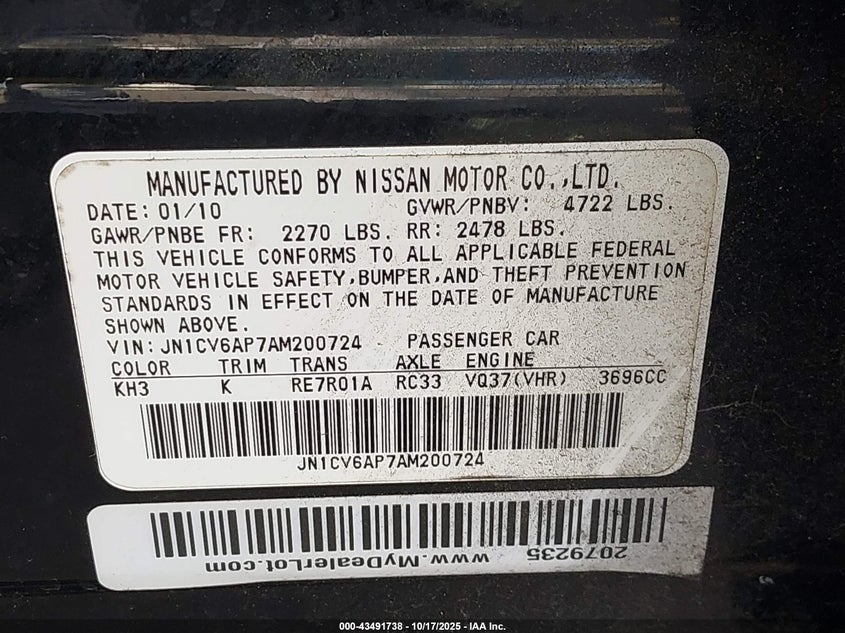 MANUFACTURED BY NISSAN MOTOR CO.,LTD.
DATE: 01/10 GVWR/PNBV: 4722 LBS.
GAWR/PNBE FR: 2270 LBS. RR: 2478 LBS.
THIS VEHICLE CONFORMS TO ALL APPLICABLE FEDERAL
MOTOR VEHICLE SAFETY,BUMPER,AND THEFT PREVENTION
STANDARDS IN EFFECT ON THE DATE OF MANUFACTURE
SHOWN ABOVE.
VIN:JN1CV6AP7AM200724 PASSENGER CAR
COLOR TRIM TRANS AXLE ENGINE
KH3 K RE7R01A RC33 VQ37(VHR) 3696CC
JN1CV6AP7AM200724
www.MyDealerLot.com 2079235
000-43491738 - 10/17/2025 - IAA Inc.